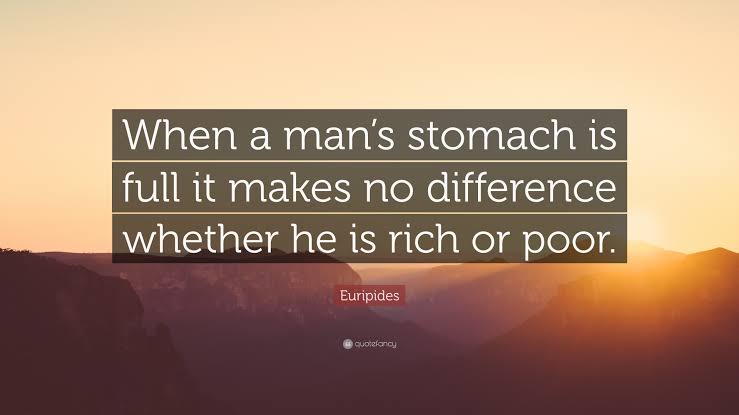 When a man’s stomach is
full it makes no difference
whether he is rich or poor.
Euripides
quotefancy